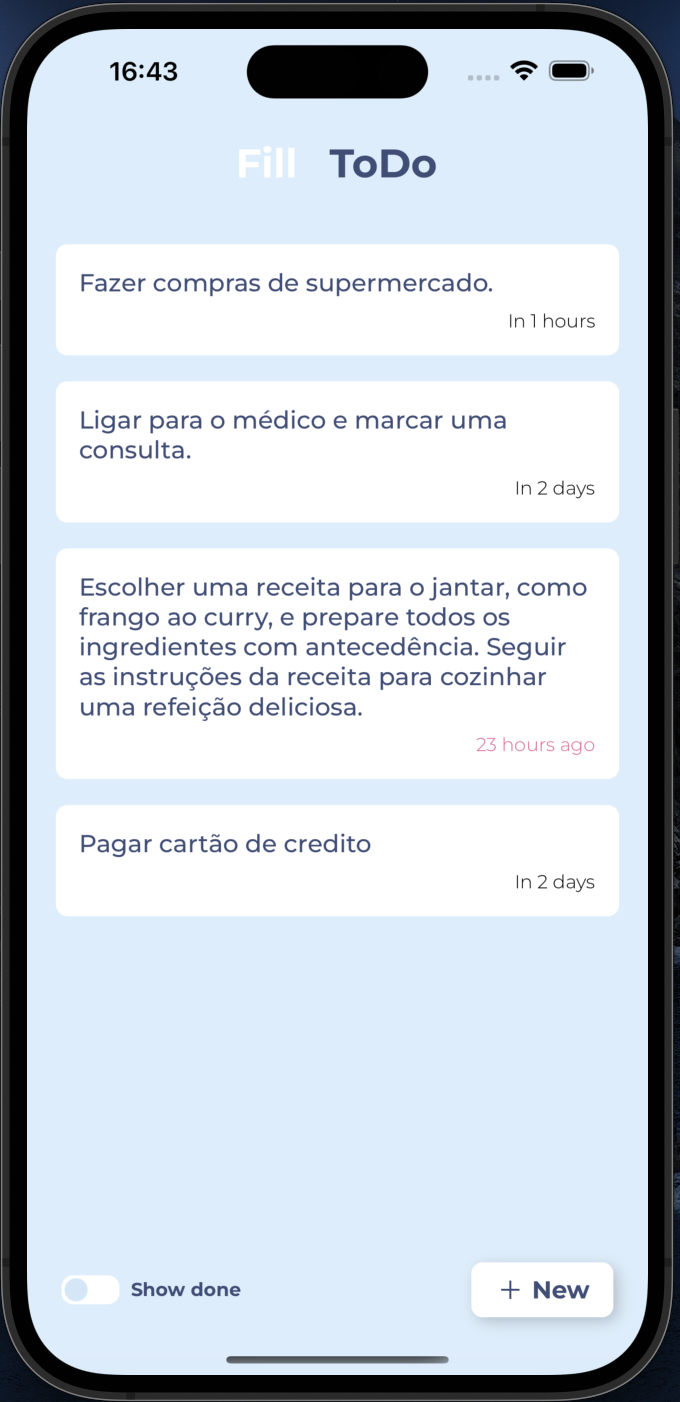 16:43
Fill ToDo
Fazer compras de supermercado.
In 1 hours
Ligar para o médico e marcar uma
consulta.
In 2 days
Escolher uma receita para o jantar, como
frango ao curry, e prepare todos os
ingredientes com antecedência. Seguir
as instruções da receita para cozinhar
uma refeição deliciosa.
23 hours ago
Pagar cartão de credito
In 2 days
Show done
+ New